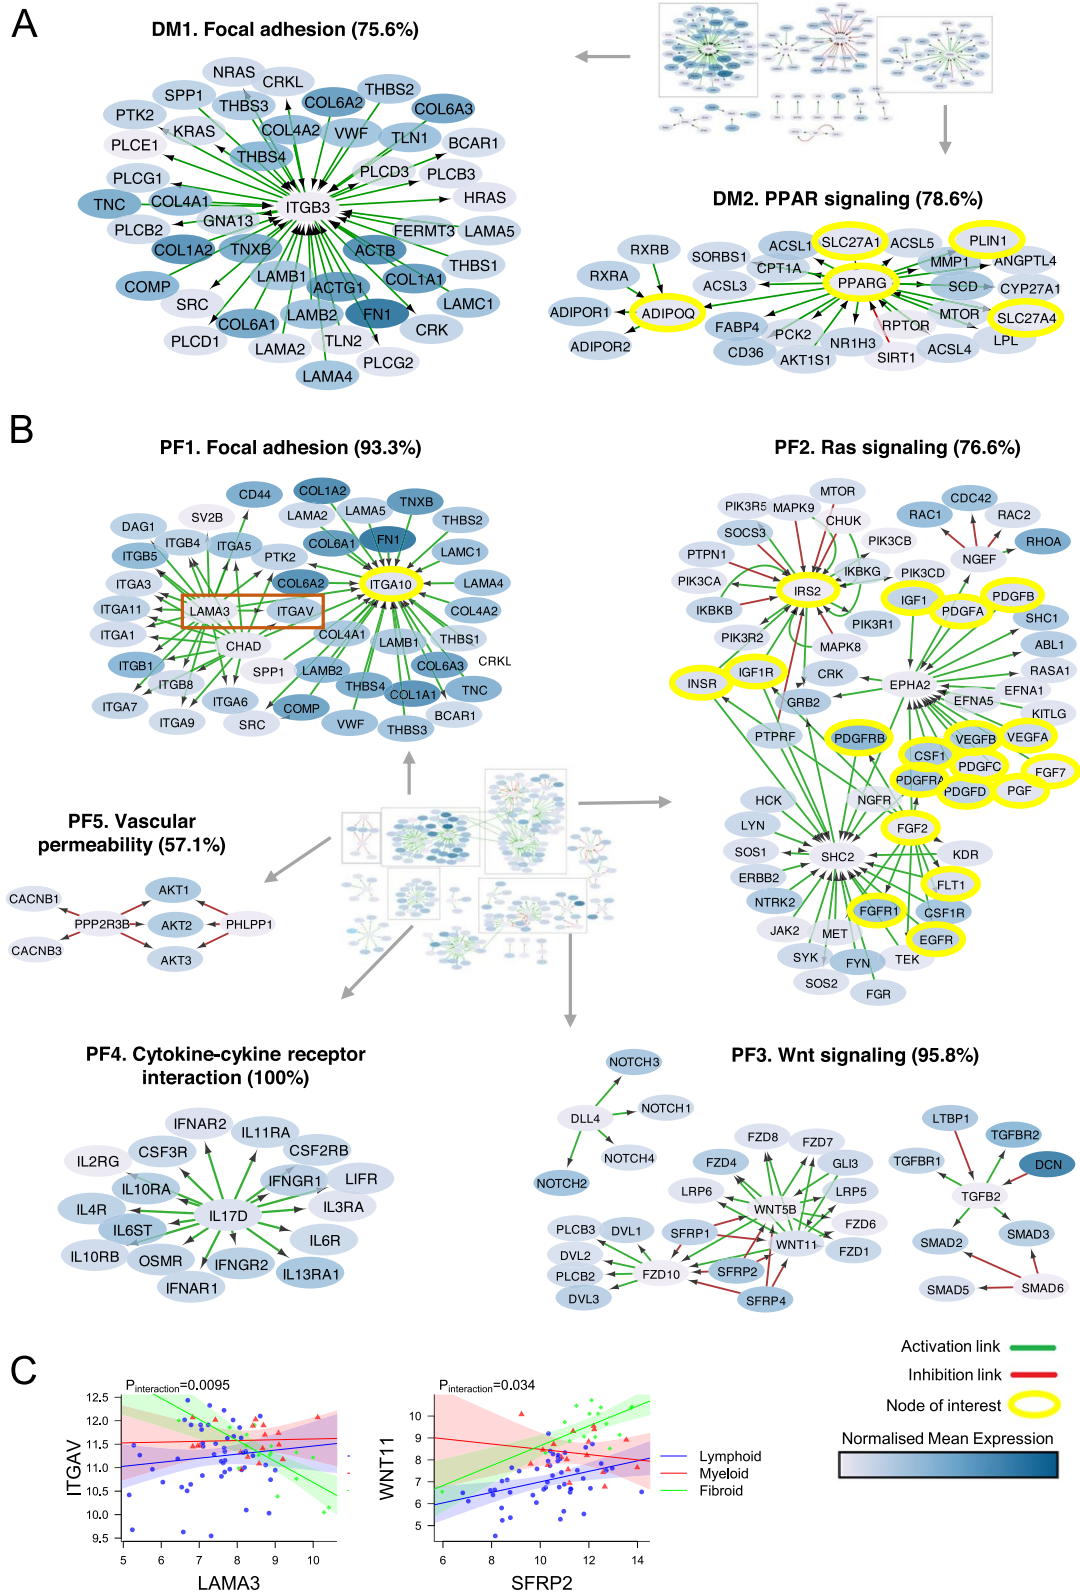 A
DM1. Focal adhesion (75.6%)
NRAS
CRKL
SPP1
THBS3
COL6A2
THBS2
COL6A3
PTK2
KRAS
COL4A2
VWF
TLN1
BCAR1
PLCE1
THBS4
PLCD3
PLCB3
PLCG1
HRAS
TNC
COL4A1
ITGB3
PLCB2
GNA13
FERMT3
LAMA5
COL1A2
TNXB
ACTB
THBS1
COMP
LAMB1
ACTG1
COL1A1
SRC
LAMB2
FN1
LAMC1
COL6A1
CRK
PLCD1
LAMA2
TLN2
PLCG2
LAMA4
DM2. PPAR signaling (78.6%)
RXRB
SORBS1
ACSL1
SLC27A1
ACSL5
PLIN1
RXRA
CPT1A
MMP1
ANGPTL4
ACSL3
PPARG
SCD
CYP27A1
ADIPOR1
ADIPOQ
MTOR
SLC27A4
FABP4
PCK2
RPTOR
ADIPOR2
CD36
AKT1S1
NR1H3
SIRT1
ACSL4
LPL
B
PF1. Focal adhesion (93.3%)
CD44
COL1A2
TNXB
SV2B
LAMA2
LAMA5
THBS2
DAG1
ITGB4
ITGA5
COL6A1
FN1
LAMC1
ITGB5
PTK2
ITGA3
COL6A2
ITGA10
LAMA4
ITGA11
LAMA3
ITGAV
COL4A2
ITGA1
CHAD
COL4A1
LAMB1
THBS1
ITGB1
SPP1
LAMB2
COL6A3
CRKL
ITGB8
THBS4
COL1A1
TNC
ITGA7
ITGA6
COMP
BCAR1
ITGA9
SRC
VWF
THBS3
PF2. Ras signaling (76.6%)
MTOR
PIK3R5
MAPK9
CHUK
CDC42
SOCS3
PIK3CB
RAC1
RAC2
PTPN1
IKBKG
PIK3CD
NGEF
RHOA
PIK3CA
IRS2
IGF1
PDGFA
PDGFB
IKBKB
PIK3R1
SHC1
PIK3R2
MAPK8
ABL1
INSR
IGF1R
CRK
EPHA2
RASA1
GRB2
EFNA5
EFNA1
PTPRF
KITLG
PDGFRB
VEGFB
VEGFA
CSF1
PDGFC
PDGFRA
FGF7
PDGFD
PGF
HCK
NGFR
LYN
FGF2
SOS1
SHC2
KDR
ERBB2
FLT1
NTRK2
FGFR1
CSF1R
JAK2
MET
EGFR
SYK
FYN
TEK
SOS2
FGR
PF5. Vascular
permeability (57.1%)
CACNB1
AKT1
PPP2R3B
AKT2
PHLPP1
CACNB3
AKT3
PF4. Cytokine-cykine receptor
interaction (100%)
IFNAR2
IL11RA
IL2RG
CSF3R
CSF2RB
IL10RA
IFNGR1
LIFR
IL4R
IL6ST
IL17D
IL3RA
IL10RB
OSMR
IL6R
IFNGR2
IFNAR1
IL13RA1
PF3. Wnt signaling (95.8%)
NOTCH3
DLL4
NOTCH1
NOTCH4
NOTCH2
FZD8
FZD7
FZD4
GLI3
LRP6
LRP5
WNT5B
PLCB3
DVL1
SFRP1
FZD6
DVL2
WNT11
FZD1
PLCB2
FZD10
SFRP2
DVL3
SFRP4
LTBP1
TGFBR2
TGFBR1
DCN
TGFB2
SMAD2
SMAD3
SMAD5
SMAD6
Activation link
Inhibition link
Node of interest
Normalised Mean Expression
C
Pinteraction=0.0095
12.5
12.0
11.5
11.0
10.5
10.0
9.5
ITGAV
5 6 7 8 9 10
LAMA3
Pinteraction=0.034
10
9
8
7
6
5
WNT11
6 8 10 12 14
SFRP2
Lymphoid
Myeloid
Fibroid